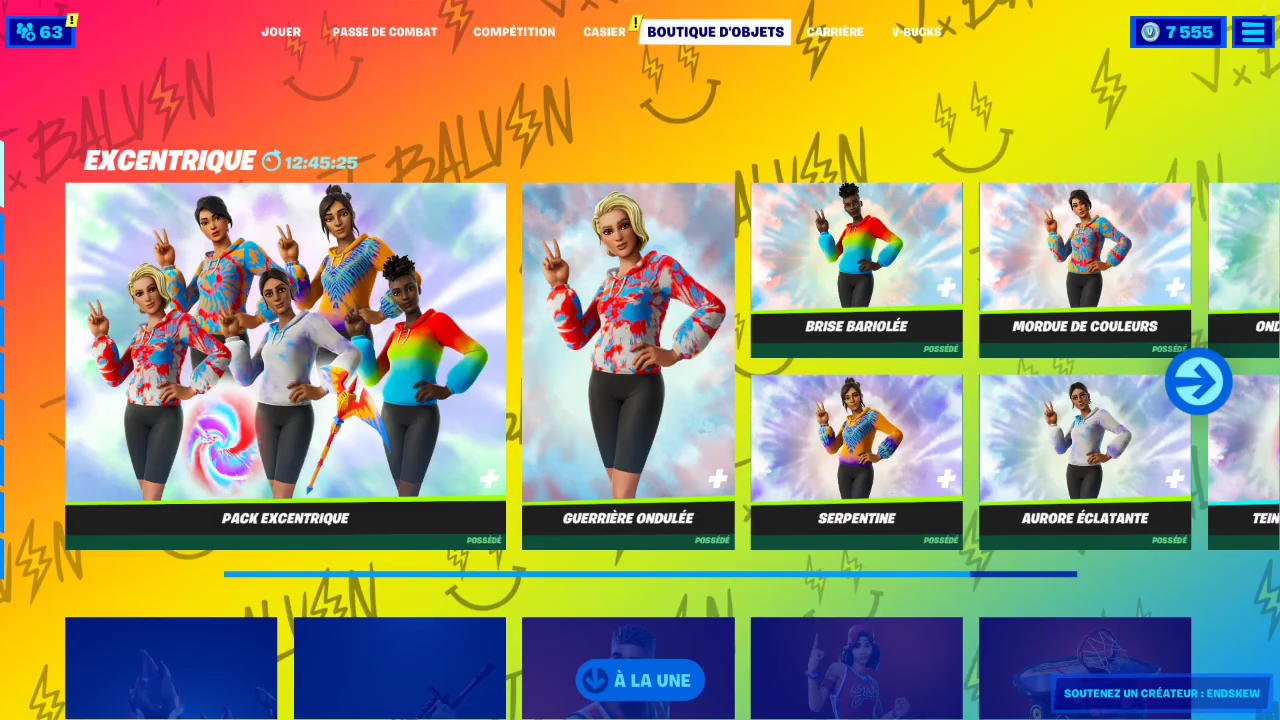 63
!
JOUER
PASSE DE COMBAT
COMPÉTITION
CASIER
!
BOUTIQUE D'OBJETS
CARRIÈRE
V-BUCKS
7 555
J x BALVIN
BALVIN
EXCENTRIQUE 12:45:25
PACK EXCENTRIQUE
POSSÉDÉ
GUERRIÈRE ONDULÉE
POSSÉDÉ
BRISE BARIOLÉE
POSSÉDÉ
MORDUE DE COULEURS
POSSÉDÉ
SERPENTINE
AURORE ÉCLATANTE
POSSÉDÉ
À LA UNE
SOUTENEZ UN CRÉATEUR : ENDSKEW